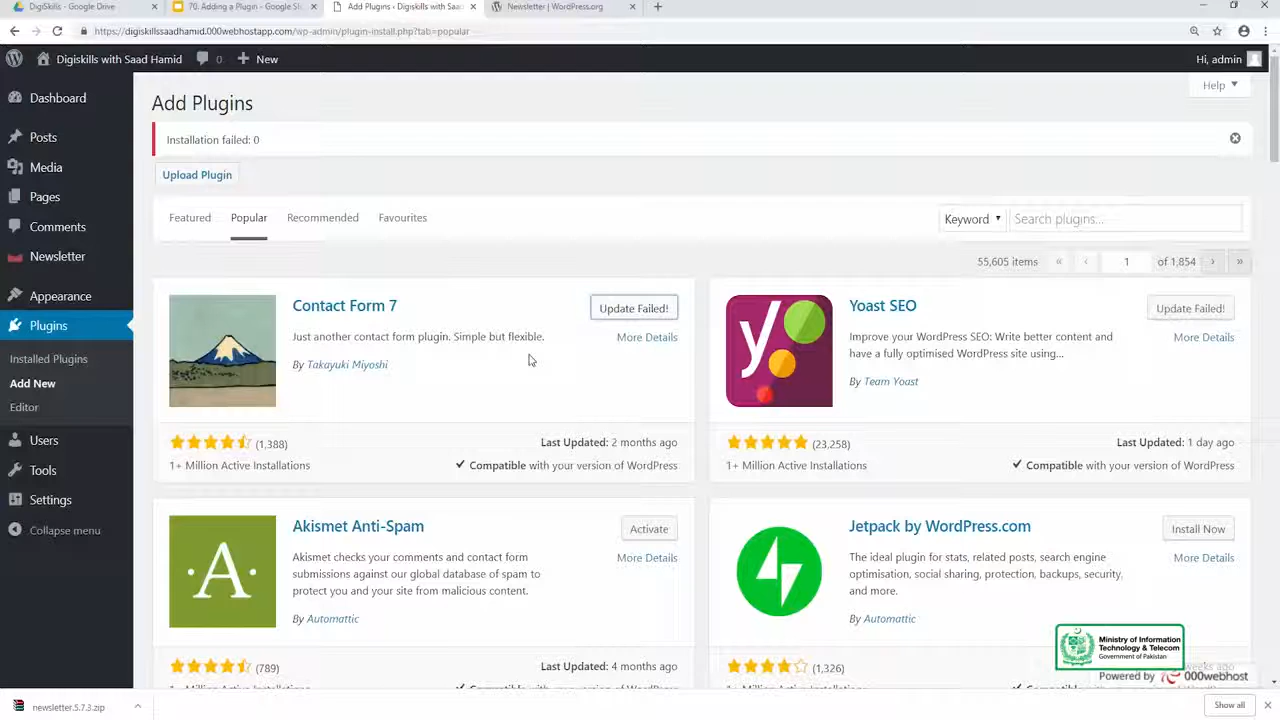 DigiSkills - Google Drive
70. Adding a Plugin - Google Sl
Add Plugins ‹ Digiskills with Saad
Newsletter | WordPress.org
https://digiskillssaadhamid.000webhostapp.com/wp-admin/plugin-install.php?tab=popular
Digiskills with Saad Hamid
0
New
Hi, admin
Dashboard
Posts
Media
Pages
Comments
Newsletter
Appearance
Plugins
Installed Plugins
Add New
Editor
Users
Tools
Settings
Collapse menu
Help
Add Plugins
Installation failed: 0
Upload Plugin
Featured
Popular
Recommended
Favourites
Keyword
Search plugins...
55,605 items
«
‹
1
of 1,854
›
»
Contact Form 7
Update Failed!
Just another contact form plugin. Simple but flexible.
More Details
By Takayuki Miyoshi
(1,388)
Last Updated: 2 months ago
1+ Million Active Installations
Compatible with your version of WordPress
Yoast SEO
Update Failed!
Improve your WordPress SEO: Write better content and
More Details
have a fully optimised WordPress site using...
By Team Yoast
(23,258)
Last Updated: 1 day ago
1+ Million Active Installations
Compatible with your version of WordPress
Akismet Anti-Spam
Activate
Akismet checks your comments and contact form
More Details
submissions against our global database of spam to
protect you and your site from malicious content.
By Automattic
(789)
Last Updated: 4 months ago
Jetpack by WordPress.com
Install Now
The ideal plugin for stats, related posts, search engine
More Details
optimisation, social sharing, protection, backups, security,
and more.
By Automattic
(1,326)
weeks ago
Ministry of Information
Technology & Telecom
Government of Pakistan
Powered by 000webhost
newsletter.5.7.3.zip
Show all